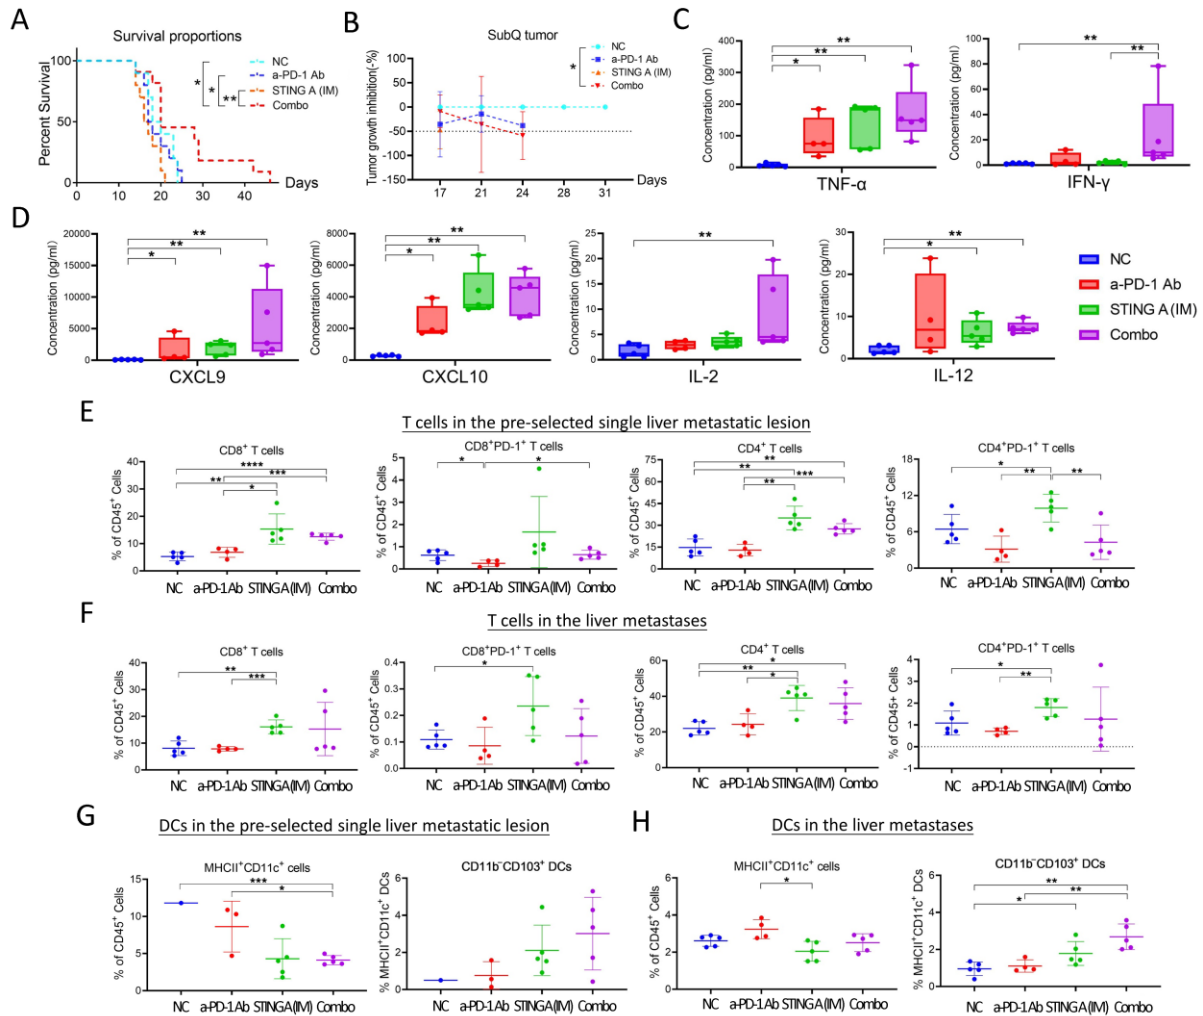 A
Survival proportions
Percent Survival
100
50
0
0 10 20 30 40 50
Days
NC
a-PD-1 Ab
STING A (IM)
Combo
* * **
B
SubQ tumor
Tumor growth inhibition(-%)
100
50
0
-50
-100
-150
17 21 24 28 31
Days
*
NC
a-PD-1 Ab
STING A (IM)
Combo
C
Concentration (pg/ml)
400
300
200
100
0
**
**
*
TNF-α
Concentration (pg/ml)
100
80
60
40
20
0
**
**
IFN-γ
D
Concentration (pg/ml)
20000
15000
10000
5000
0
**
**
*
CXCL9
Concentration (pg/ml)
8000
6000
4000
2000
0
**
**
*
CXCL10
Concentration (pg/ml)
25
20
15
10
5
0
**
IL-2
Concentration (pg/ml)
30
20
10
0
**
*
IL-12
NC
a-PD-1 Ab
STING A (IM)
Combo
E
T cells in the pre-selected single liver metastatic lesion
CD8+ T cells
% of CD45+ Cells
40
30
20
10
0
****
***
**
*
NC a-PD-1Ab STINGA(IM) Combo
CD8+PD-1+ T cells
% of CD45+ Cells
5
4
3
2
1
0
* *
NC a-PD-1Ab STINGA(IM) Combo
CD4+ T cells
% of CD45+ Cells
75
60
45
30
15
0
**
**
***
**
NC a-PD-1Ab STINGA(IM) Combo
CD4+PD-1+ T cells
% of CD45+ Cells
18
12
6
0
*
** **
NC a-PD-1Ab STINGA(IM) Combo
F
T cells in the liver metastases
CD8+ T cells
% of CD45+ Cells
40
30
20
10
0
**
***
NC a-PD-1Ab STINGA(IM) Combo
CD8+PD-1+ T cells
% of CD45+ Cells
0.4
0.3
0.2
0.1
0.0
*
NC a-PD-1Ab STINGA(IM) Combo
CD4+ T cells
% of CD45+ Cells
60
40
20
0
*
**
*
NC a-PD-1Ab STINGA(IM) Combo
CD4+PD-1+ T cells
% of CD45+ Cells
4
3
2
1
0
-1
*
**
NC a-PD-1Ab STINGA(IM) Combo
G
DCs in the pre-selected single liver metastatic lesion
MHCII+CD11c+ cells
% of CD45+ Cells
15
10
5
0
***
*
NC a-PD-1Ab STINGA(IM) Combo
CD11b-CD103+ DCs
% MHCII+CD11c+ DCs
6
4
2
0
NC a-PD-1Ab STINGA(IM) Combo
H
DCs in the liver metastases
MHCII+CD11c+ cells
% of CD45+ Cells
6
4
2
0
*
NC a-PD-1Ab STINGA(IM) Combo
CD11b-CD103+ DCs
% MHCII+CD11c+ DCs
6
4
2
0
**
**
*
NC a-PD-1Ab STINGA(IM) Combo